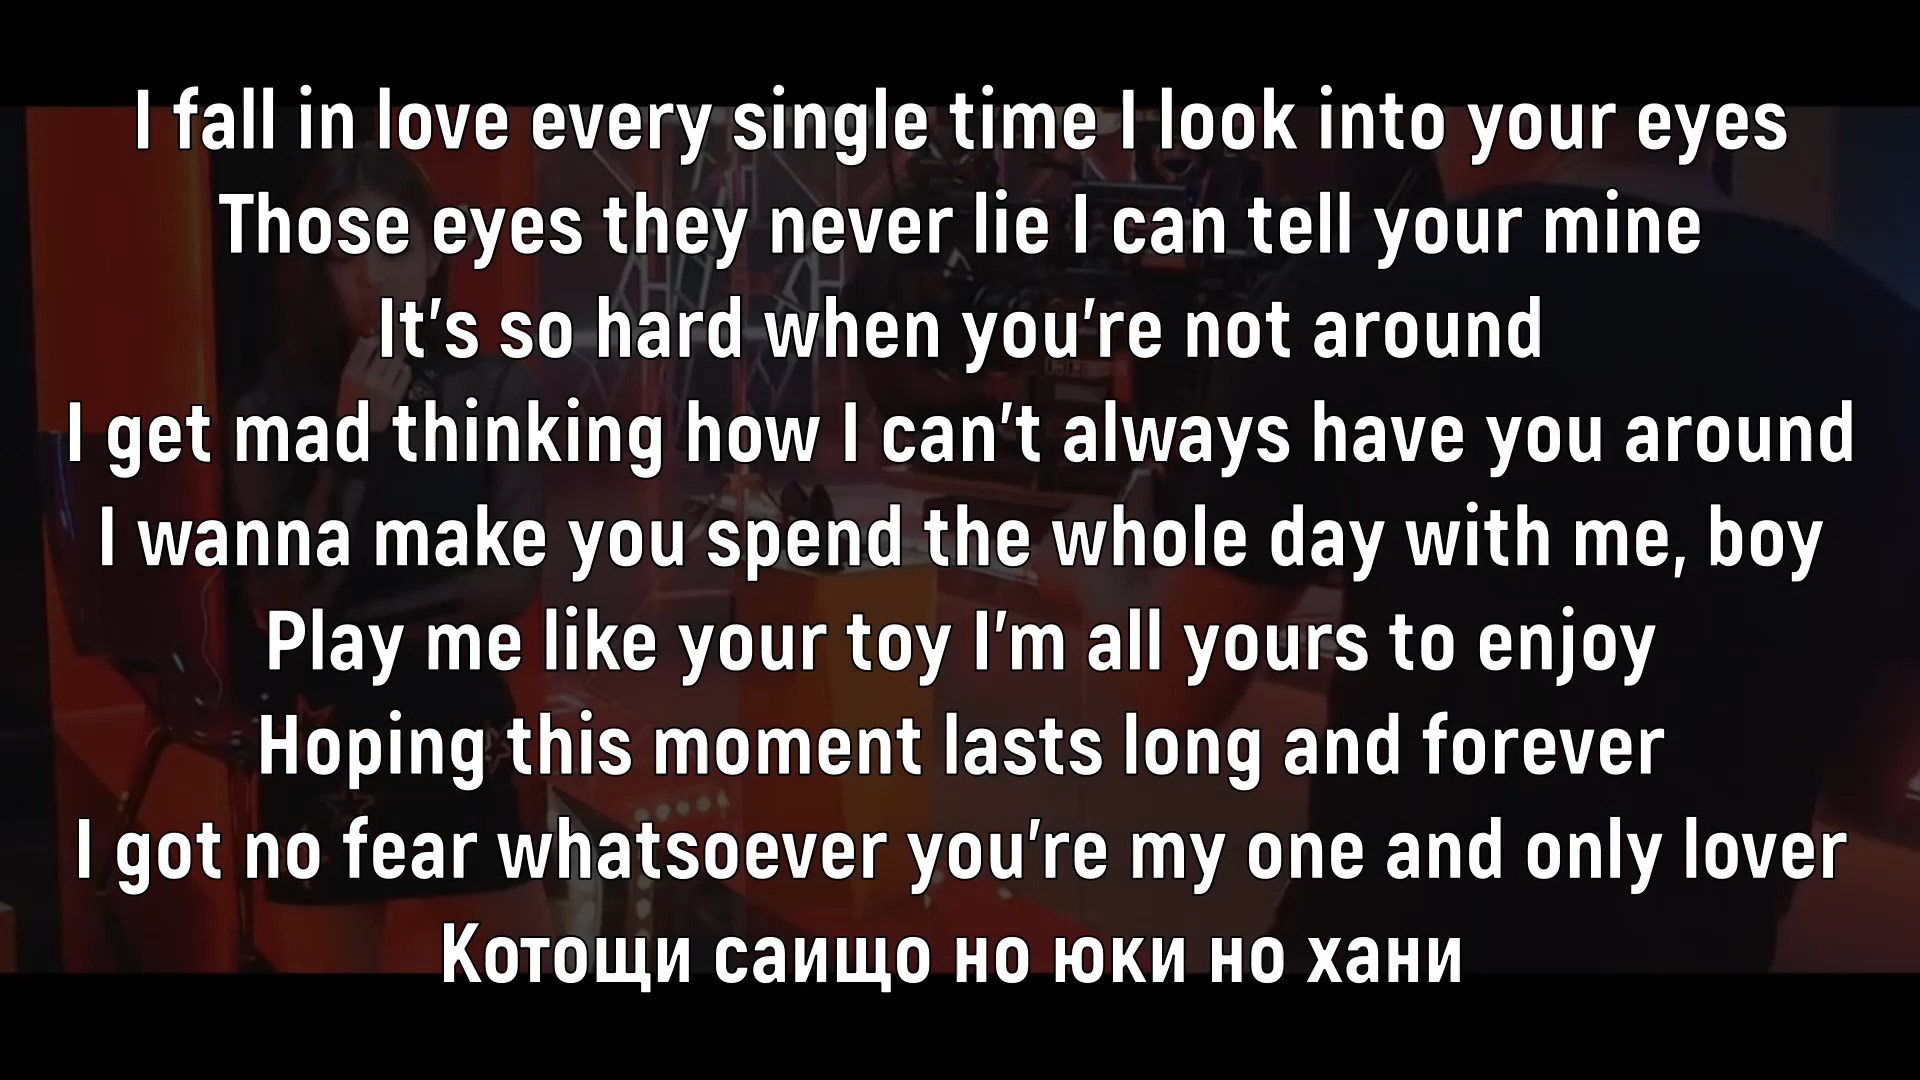 I fall in love every single time I look into your eyes
Those eyes they never lie I can tell your mine
It's so hard when you're not around
I get mad thinking how I can't always have you around
I wanna make you spend the whole day with me, boy
Play me like your toy I'm all yours to enjoy
Hoping this moment lasts long and forever
I got no fear whatsoever you're my one and only lover
Котощи саищо но юки но хани